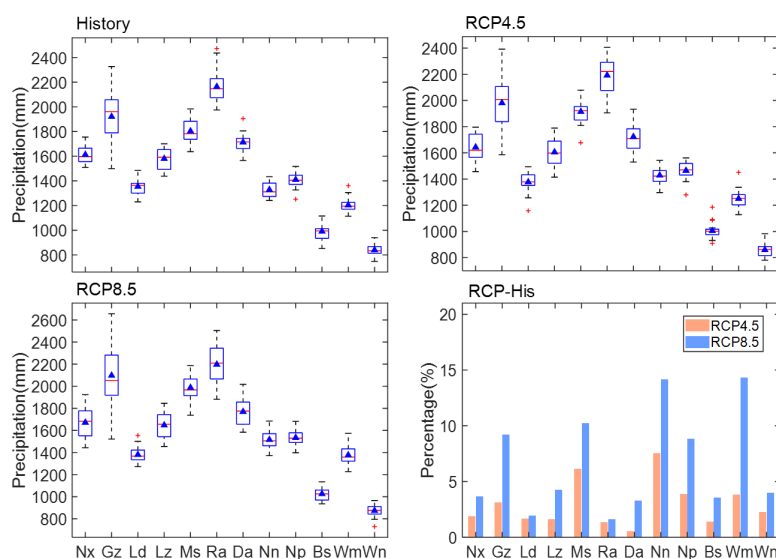 History
Precipitation(mm)
2400
2200
2000
1800
1600
1400
1200
1000
800
RCP4.5
Precipitation(mm)
2400
2200
2000
1800
1600
1400
1200
1000
800
RCP8.5
Precipitation(mm)
2600
2400
2200
2000
1800
1600
1400
1200
1000
800
Nx Gz Ld Lz Ms Ra Da Nn Np Bs Wm Wn
RCP-His
Percentage(%)
20
15
10
5
0
RCP4.5
RCP8.5
Nx Gz Ld Lz Ms Ra Da Nn Np Bs Wm Wn